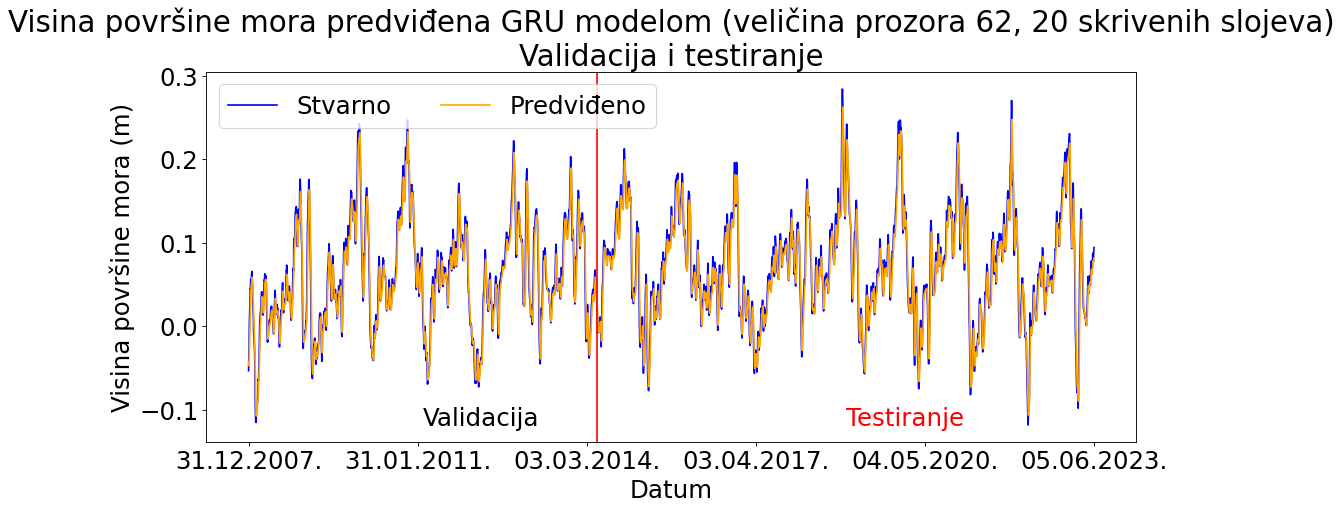 Visina površine mora predviđena GRU modelom (veličina prozora 62, 20 skrivenih slojeva)
Validacija i testiranje
Stvarno Predviđeno
Visina površine mora (m)
0.3
0.2
0.1
0.0
−0.1
Validacija Testiranje
31.12.2007. 31.01.2011. 03.03.2014. 03.04.2017. 04.05.2020. 05.06.2023.
Datum